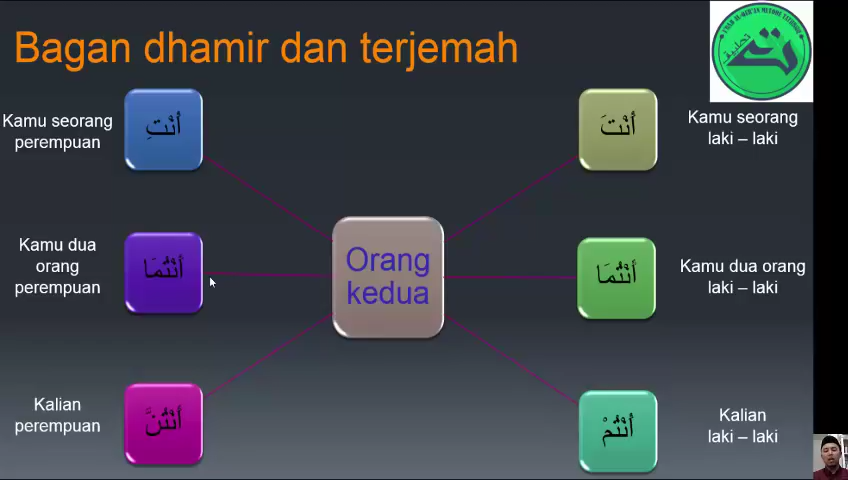 Bagan dhamir dan terjemah
Kamu seorang
perempuan
أَنْتِ
أَنْتَ
Kamu seorang
laki – laki
Kamu dua
orang
perempuan
أَنْتُمَا
Orang
kedua
أَنْتُمَا
Kamu dua orang
laki – laki
Kalian
perempuan
أَنْتُنَّ
أَنْتُمْ
Kalian
laki – laki